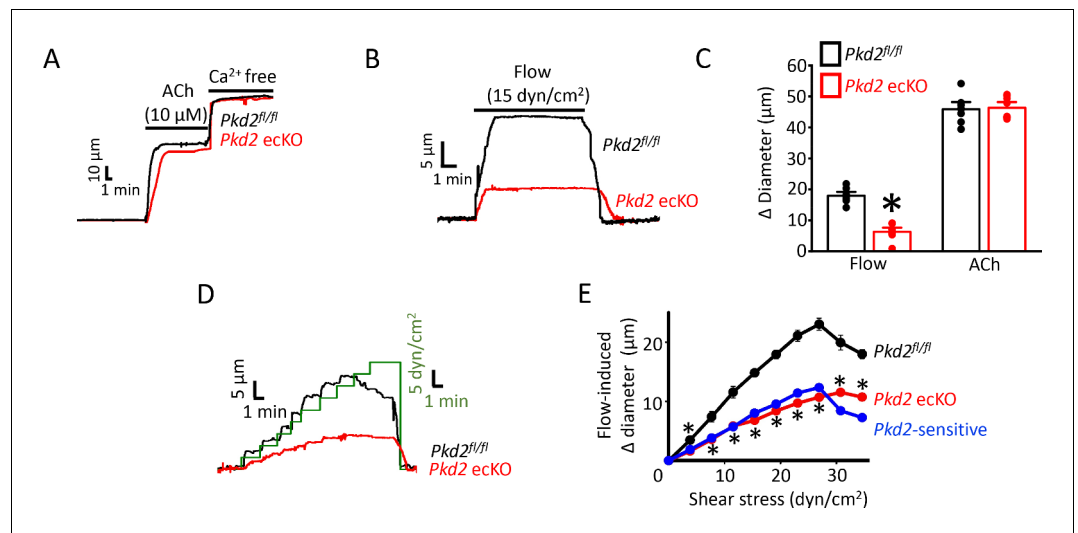 A
ACh
(10 μM)
Ca²⁺ free
Pkd2fl/fl
Pkd2 ecKO
10 μm
1 min
B
Flow
(15 dyn/cm²)
Pkd2fl/fl
5 μm
1 min
Pkd2 ecKO
C
Pkd2fl/fl
Pkd2 ecKO
Δ Diameter (μm)
60
50
40
30
20
10
0
*
Flow
ACh
D
5 μm
1 min
5 dyn/cm²
1 min
Pkd2fl/fl
Pkd2 ecKO
E
Flow-induced
Δ diameter (μm)
20
10
0
10
20
30
40
* * * * * * * * *
Pkd2fl/fl
Pkd2 ecKO
Pkd2-sensitive
Shear stress (dyn/cm²)